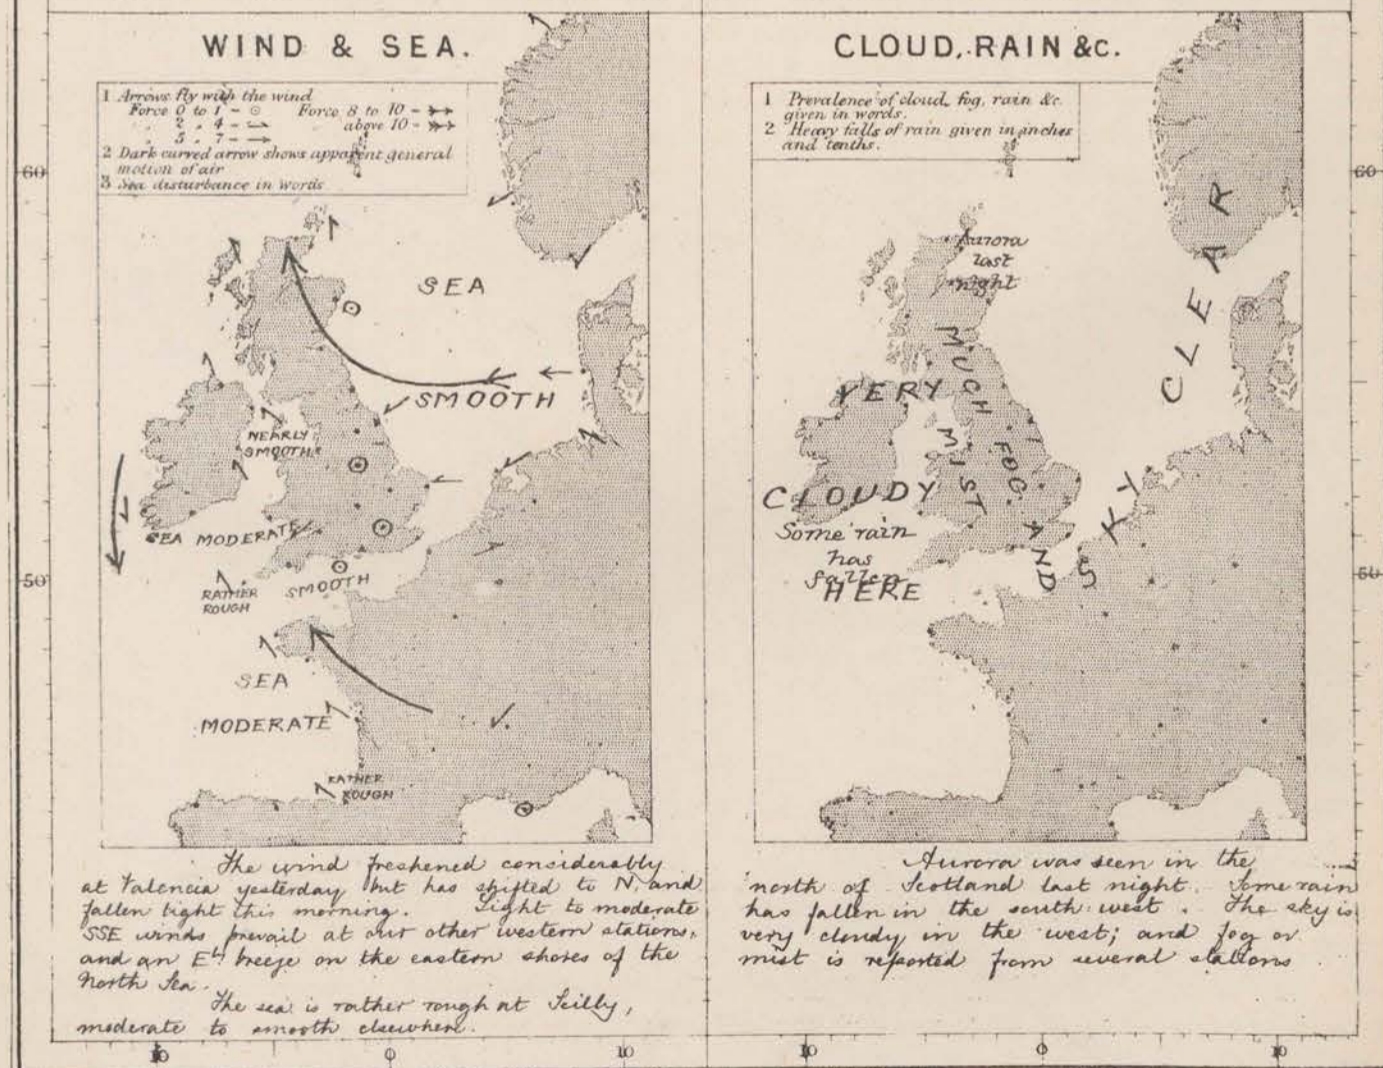 WIND & SEA.
1 Arrows fly with the wind
Force 0 to 1 - Force 8 to 10 -
" 2 " 4 - above 10 -
" 5 " 7 -
2 Dark curved arrow shows apparent general
motion of air
3 Sea disturbance in words
60
SEA
SMOOTH
NEARLY
SMOOTH
SEA MODERATE
50
RATHER
ROUGH
SMOOTH
SEA
MODERATE
RATHER
ROUGH
The wind freshened considerably
at Valencia yesterday but has shifted to N. and
fallen light this morning. Light to moderate
SSE winds prevail at our other western stations,
and an Ely breeze on the eastern shores of the
North Sea.
The sea is rather rough at Scilly,
moderate to smooth elsewhere.
10 0 10
CLOUD, RAIN &c.
1 Prevalence of cloud, fog, rain &c.
given in words.
2 Heavy falls of rain given in inches
and tenths.
60
Aurora
last
night
CLEAR
SKY
VERY
CLOUDY
MUCH
MIST
FOG
AND
Some rain
has
fallen
HERE
50
Aurora was seen in the
north of Scotland last night. Some rain
has fallen in the south west. The sky is
very cloudy in the west; and fog or
mist is reported from several stations
10 0 10